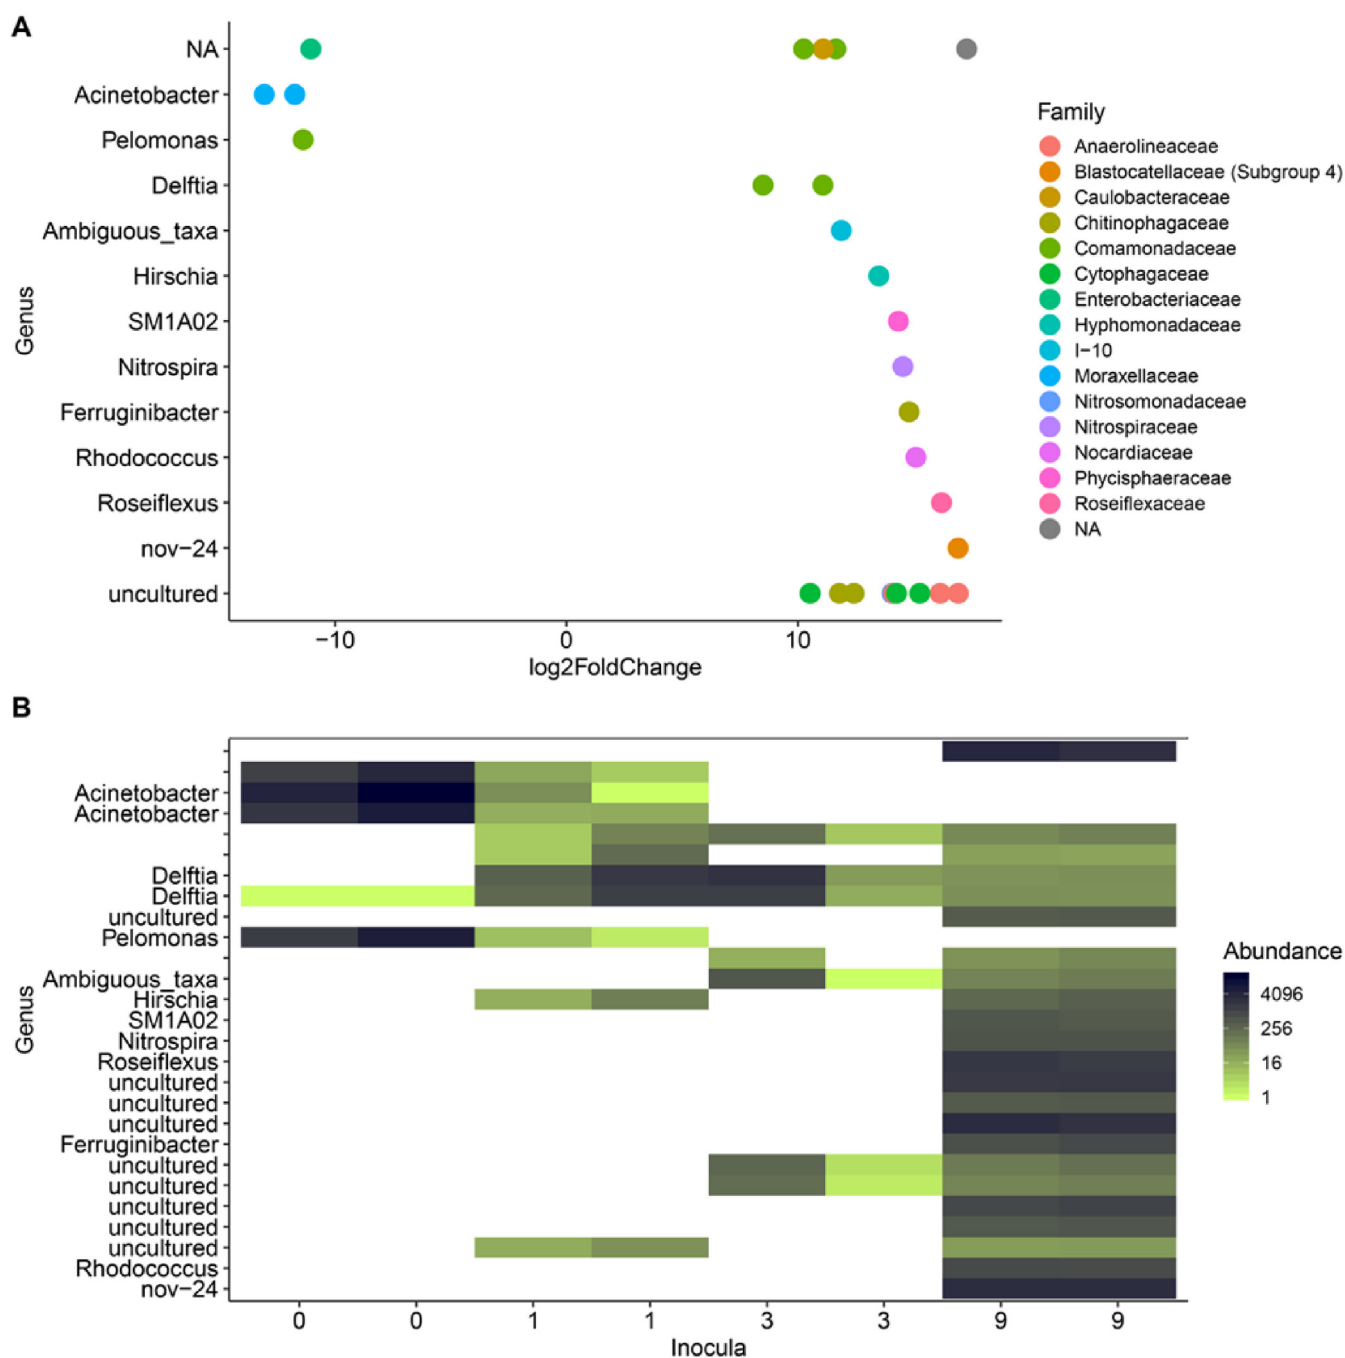 A
NA
Acinetobacter
Pelomonas
Delftia
Ambiguous_taxa
Hirschia
SM1A02
Nitrospira
Ferruginibacter
Rhodococcus
Roseiflexus
nov−24
uncultured
Genus
−10
0
10
log2FoldChange
Family
Anaerolineaceae
Blastocatellaceae (Subgroup 4)
Caulobacteraceae
Chitinophagaceae
Comamonadaceae
Cytophagaceae
Enterobacteriaceae
Hyphomonadaceae
I−10
Moraxellaceae
Nitrosomonadaceae
Nitrospiraceae
Nocardiaceae
Phycisphaeraceae
Roseiflexaceae
NA
B
Acinetobacter
Acinetobacter
Delftia
Delftia
uncultured
Pelomonas
Ambiguous_taxa
Hirschia
SM1A02
Nitrospira
Roseiflexus
uncultured
uncultured
uncultured
Ferruginibacter
uncultured
uncultured
uncultured
uncultured
uncultured
Rhodococcus
nov−24
Genus
0
0
1
1
3
3
9
9
Inocula
Abundance
4096
256
16
1